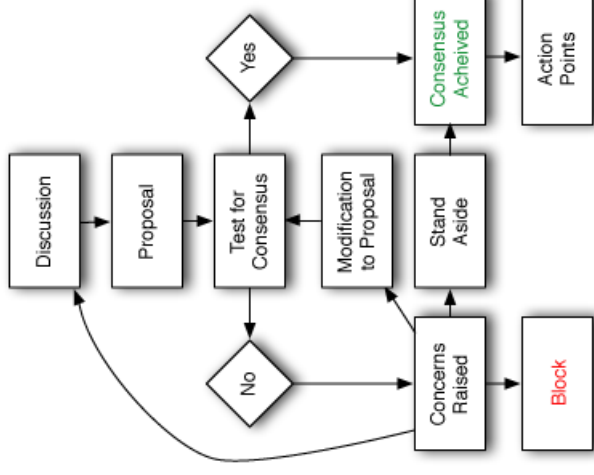 Discussion
Proposal
Test for
Consensus
Yes
No
Modification
to Proposal
Concerns
Raised
Stand
Aside
Consensus
Acheived
Block
Action
Points